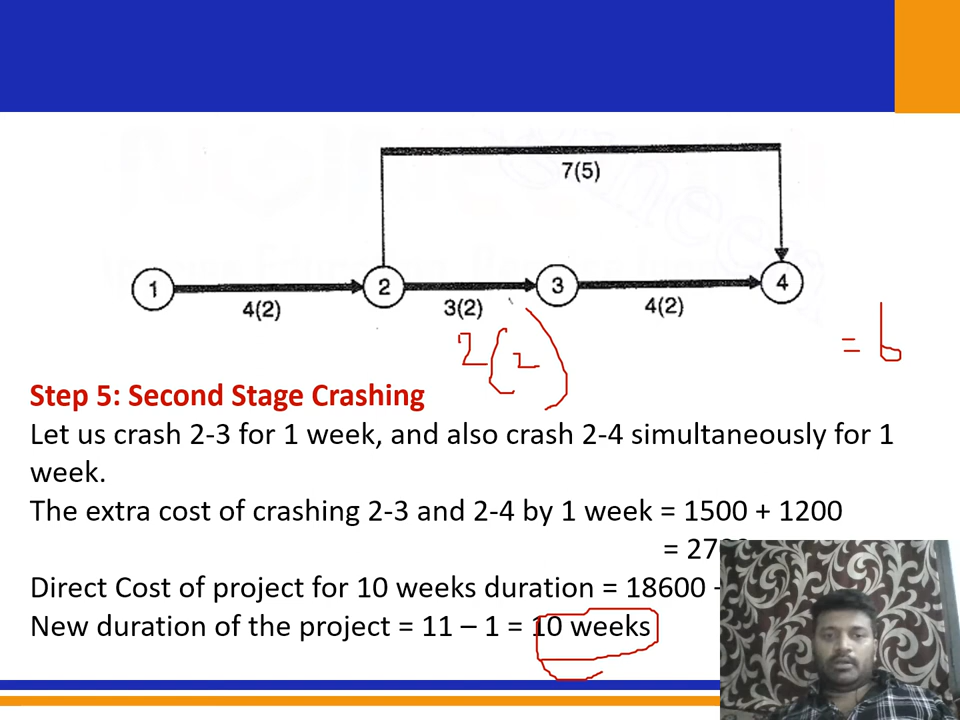 7(5)
1 2 3 4
4(2) 3(2) 4(2)
2(2)
= 6
Step 5: Second Stage Crashing
Let us crash 2-3 for 1 week, and also crash 2-4 simultaneously for 1
week.
The extra cost of crashing 2-3 and 2-4 by 1 week = 1500 + 1200
= 27
Direct Cost of project for 10 weeks duration = 18600
New duration of the project = 11 – 1 = 10 weeks